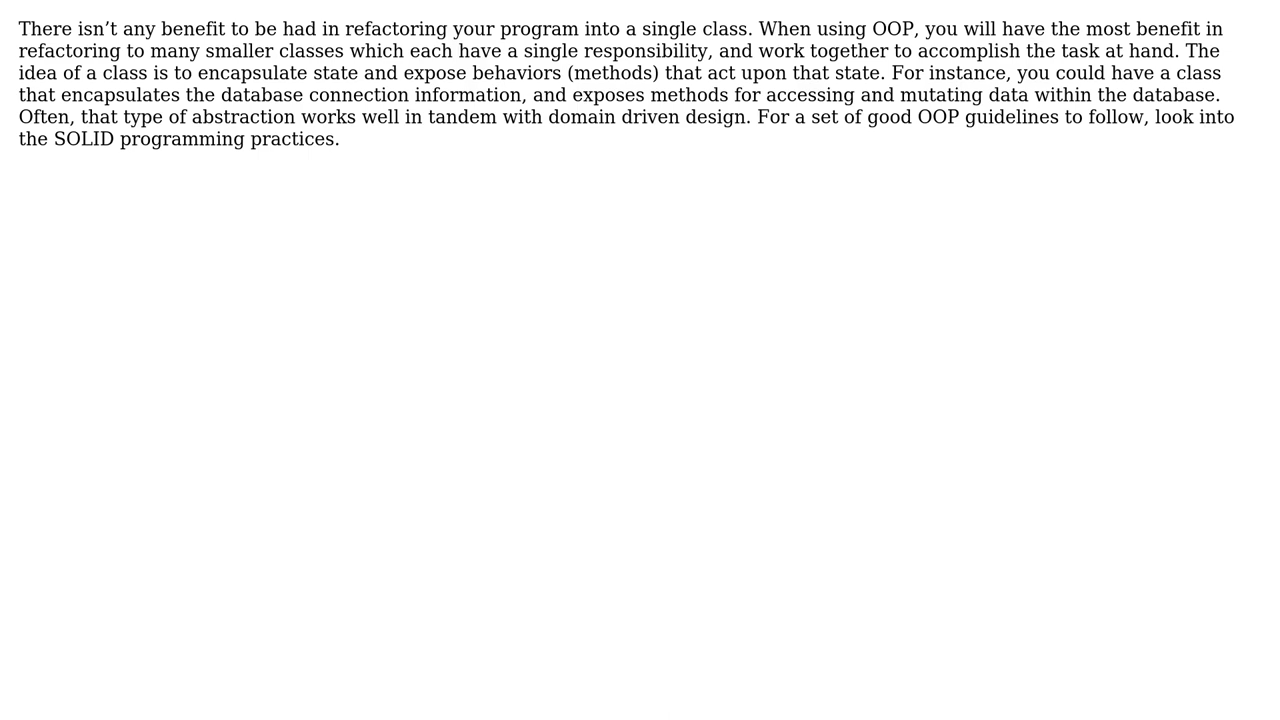 There isn’t any benefit to be had in refactoring your program into a single class. When using OOP, you will have the most benefit in
refactoring to many smaller classes which each have a single responsibility, and work together to accomplish the task at hand. The
idea of a class is to encapsulate state and expose behaviors (methods) that act upon that state. For instance, you could have a class
that encapsulates the database connection information, and exposes methods for accessing and mutating data within the database.
Often, that type of abstraction works well in tandem with domain driven design. For a set of good OOP guidelines to follow, look into
the SOLID programming practices.